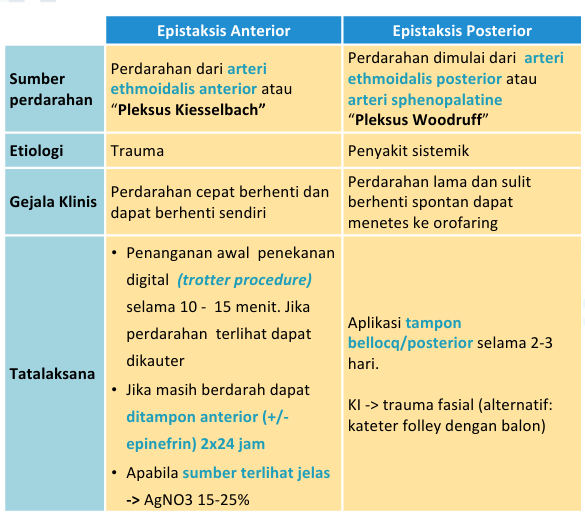 Epistaksis Anterior
Epistaksis Posterior
Sumber
perdarahan
Perdarahan dari arteri
ethmoidalis anterior atau
“Pleksus Kiesselbach”
Perdarahan dimulai dari arteri
ethmoidalis posterior atau
arteri sphenopalatine
“Pleksus Woodruff”
Etiologi
Trauma
Penyakit sistemik
Gejala Klinis
Perdarahan cepat berhenti dan
dapat berhenti sendiri
Perdarahan lama dan sulit
berhenti spontan dapat
menetes ke orofaring
Tatalaksana
• Penanganan awal penekanan
digital (trotter procedure)
selama 10 - 15 menit. Jika
perdarahan terlihat dapat
dikauter
• Jika masih berdarah dapat
ditampon anterior (+/-
epinefrin) 2x24 jam
• Apabila sumber terlihat jelas
-> AgNO3 15-25%
Aplikasi tampon
bellocq/posterior selama 2-3
hari.
KI -> trauma fasial (alternatif:
kateter folley dengan balon)